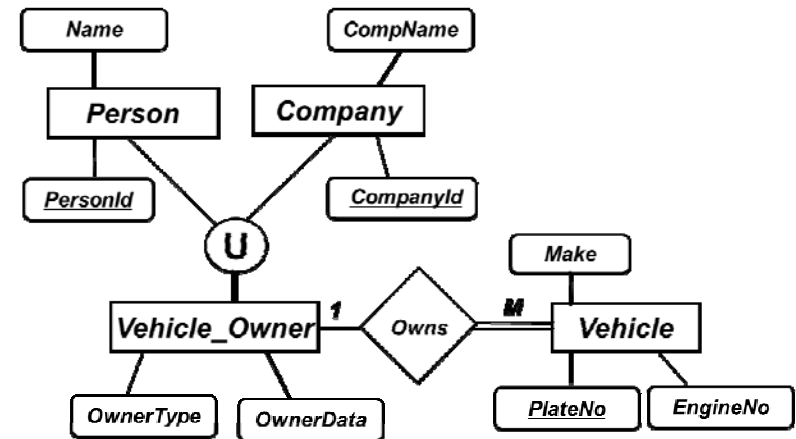 Name
CompName
Person
Company
PersonId
CompanyId
U
Make
Vehicle_Owner
1
Owns
M
Vehicle
OwnerType
OwnerData
PlateNo
EngineNo